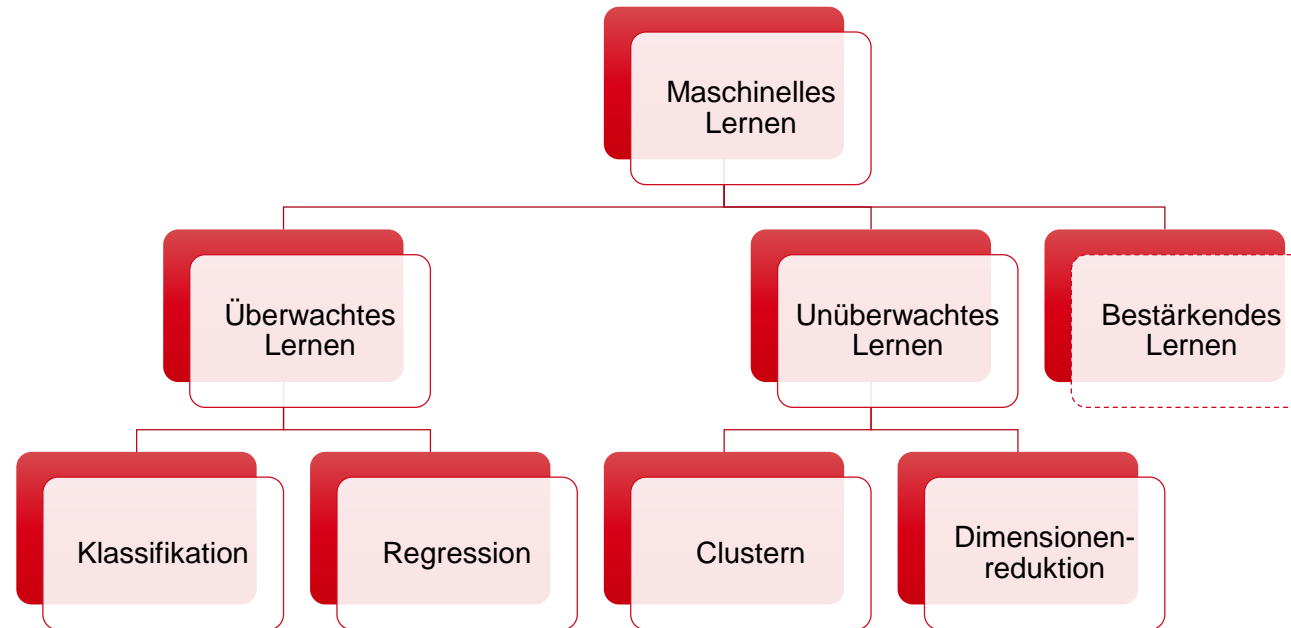 Maschinelles
Lernen
Überwachtes
Lernen
Unüberwachtes
Lernen
Bestärkendes
Lernen
Klassifikation
Regression
Clustern
Dimensionen-
reduktion